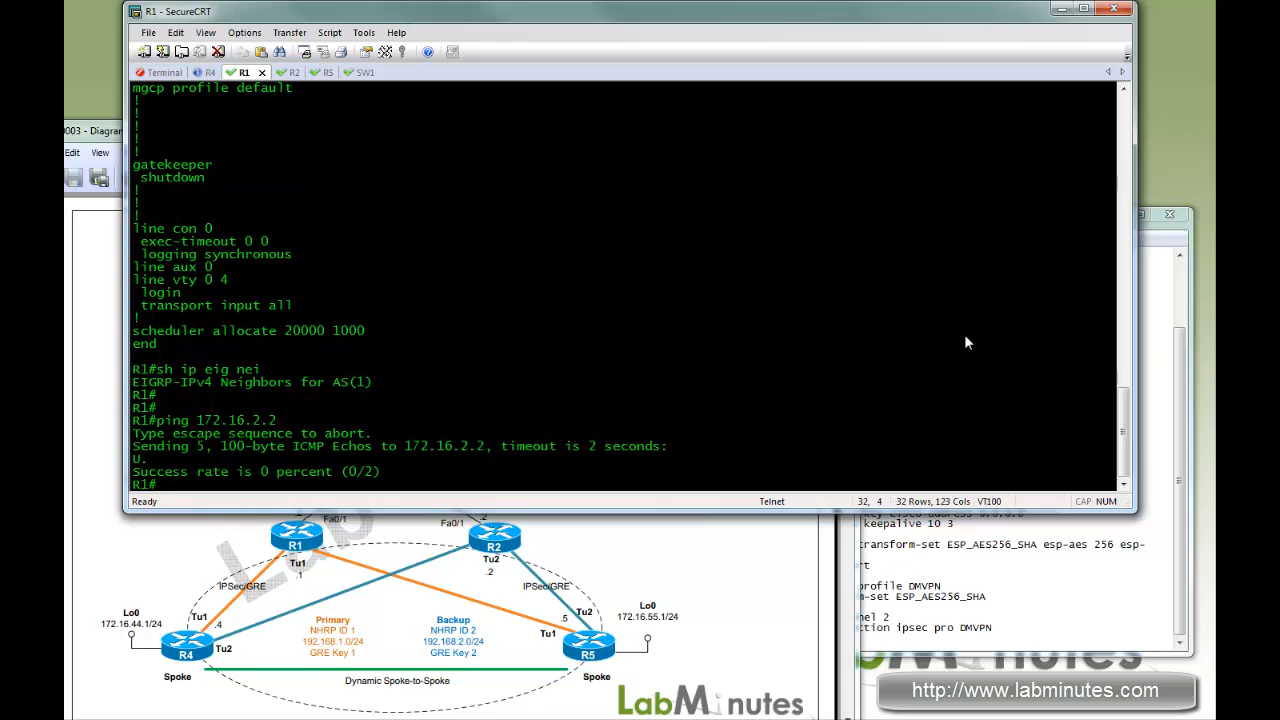 R1 - SecureCRT
File Edit View Options Transfer Script Tools Help
Terminal R4 R1 R2 R5 SW1
mgcp profile default
!
!
!
!
!
gatekeeper
shutdown
!
!
!
line con 0
exec-timeout 0 0
logging synchronous
line aux 0
line vty 0 4
login
transport input all
!
scheduler allocate 20000 1000
end
R1#sh ip eig nei
EIGRP-IPv4 Neighbors for AS(1)
R1#
R1#
R1#ping 172.16.2.2
Type escape sequence to abort.
Sending 5, 100-byte ICMP Echos to 172.16.2.2, timeout is 2 seconds:
U.
Success rate is 0 percent (0/2)
R1#
Ready Telnet 32, 4 32 Rows, 123 Cols VT100 CAP NUM
0003 - Diagram
Edit View
Fa0/1 Fa0/1 .2
R1 R2
Tu1 Tu2
.1 .2
IPSec/GRE IPSec/GRE
Lo0
172.16.44.1/24
Lo0
172.16.55.1/24
Tu1 .4 Tu2 .5
Primary
NHRP ID 1
192.168.1.0/24
GRE Key 1
Backup
NHRP ID 2
192.168.2.0/24
GRE Key 2
R4 Tu2 Tu1 R5
Spoke Spoke
Dynamic Spoke-to-Spoke
Lab
LabMinutes
keepalive 10 3
transform-set ESP_AES256_SHA esp-aes 256 esp-
rt
profile DMVPN
m-set ESP_AES256_SHA
nel 2
ction ipsec pro DMVPN
http://www.labminutes.com